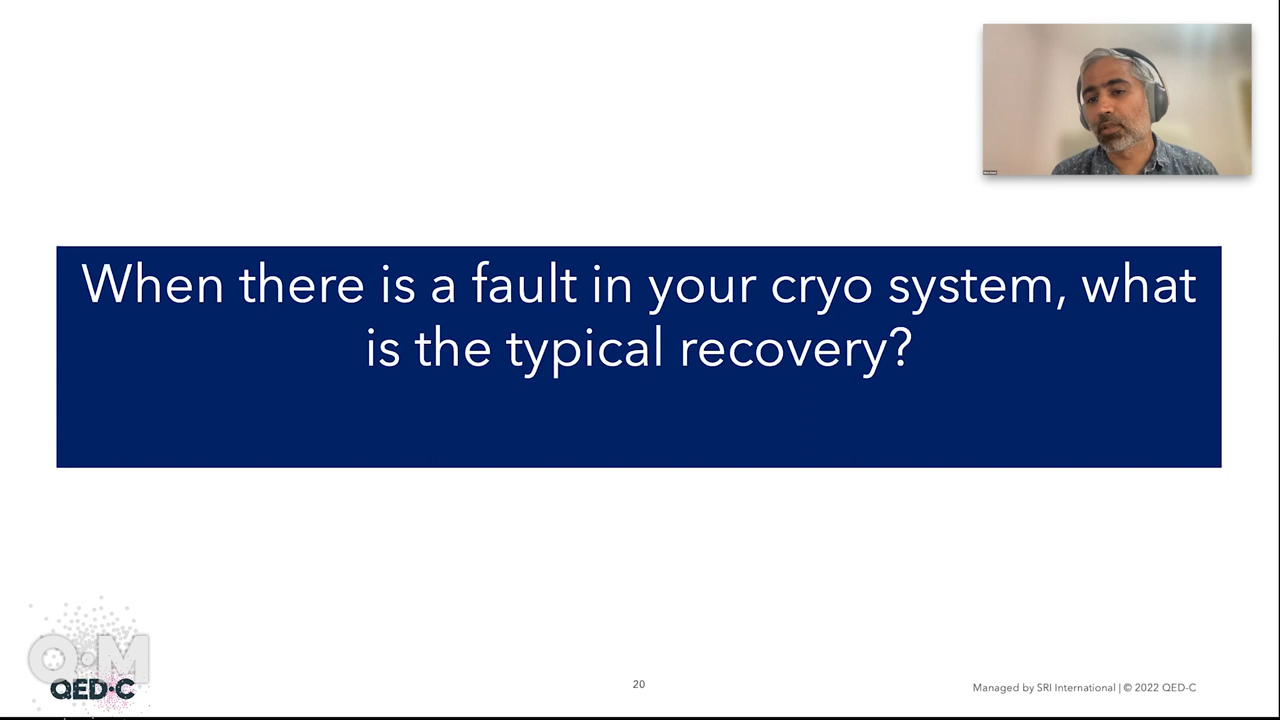 When there is a fault in your cryo system, what
is the typical recovery?
Q.M
QED·C
20
Managed by SRI International | © 2022 QED-C